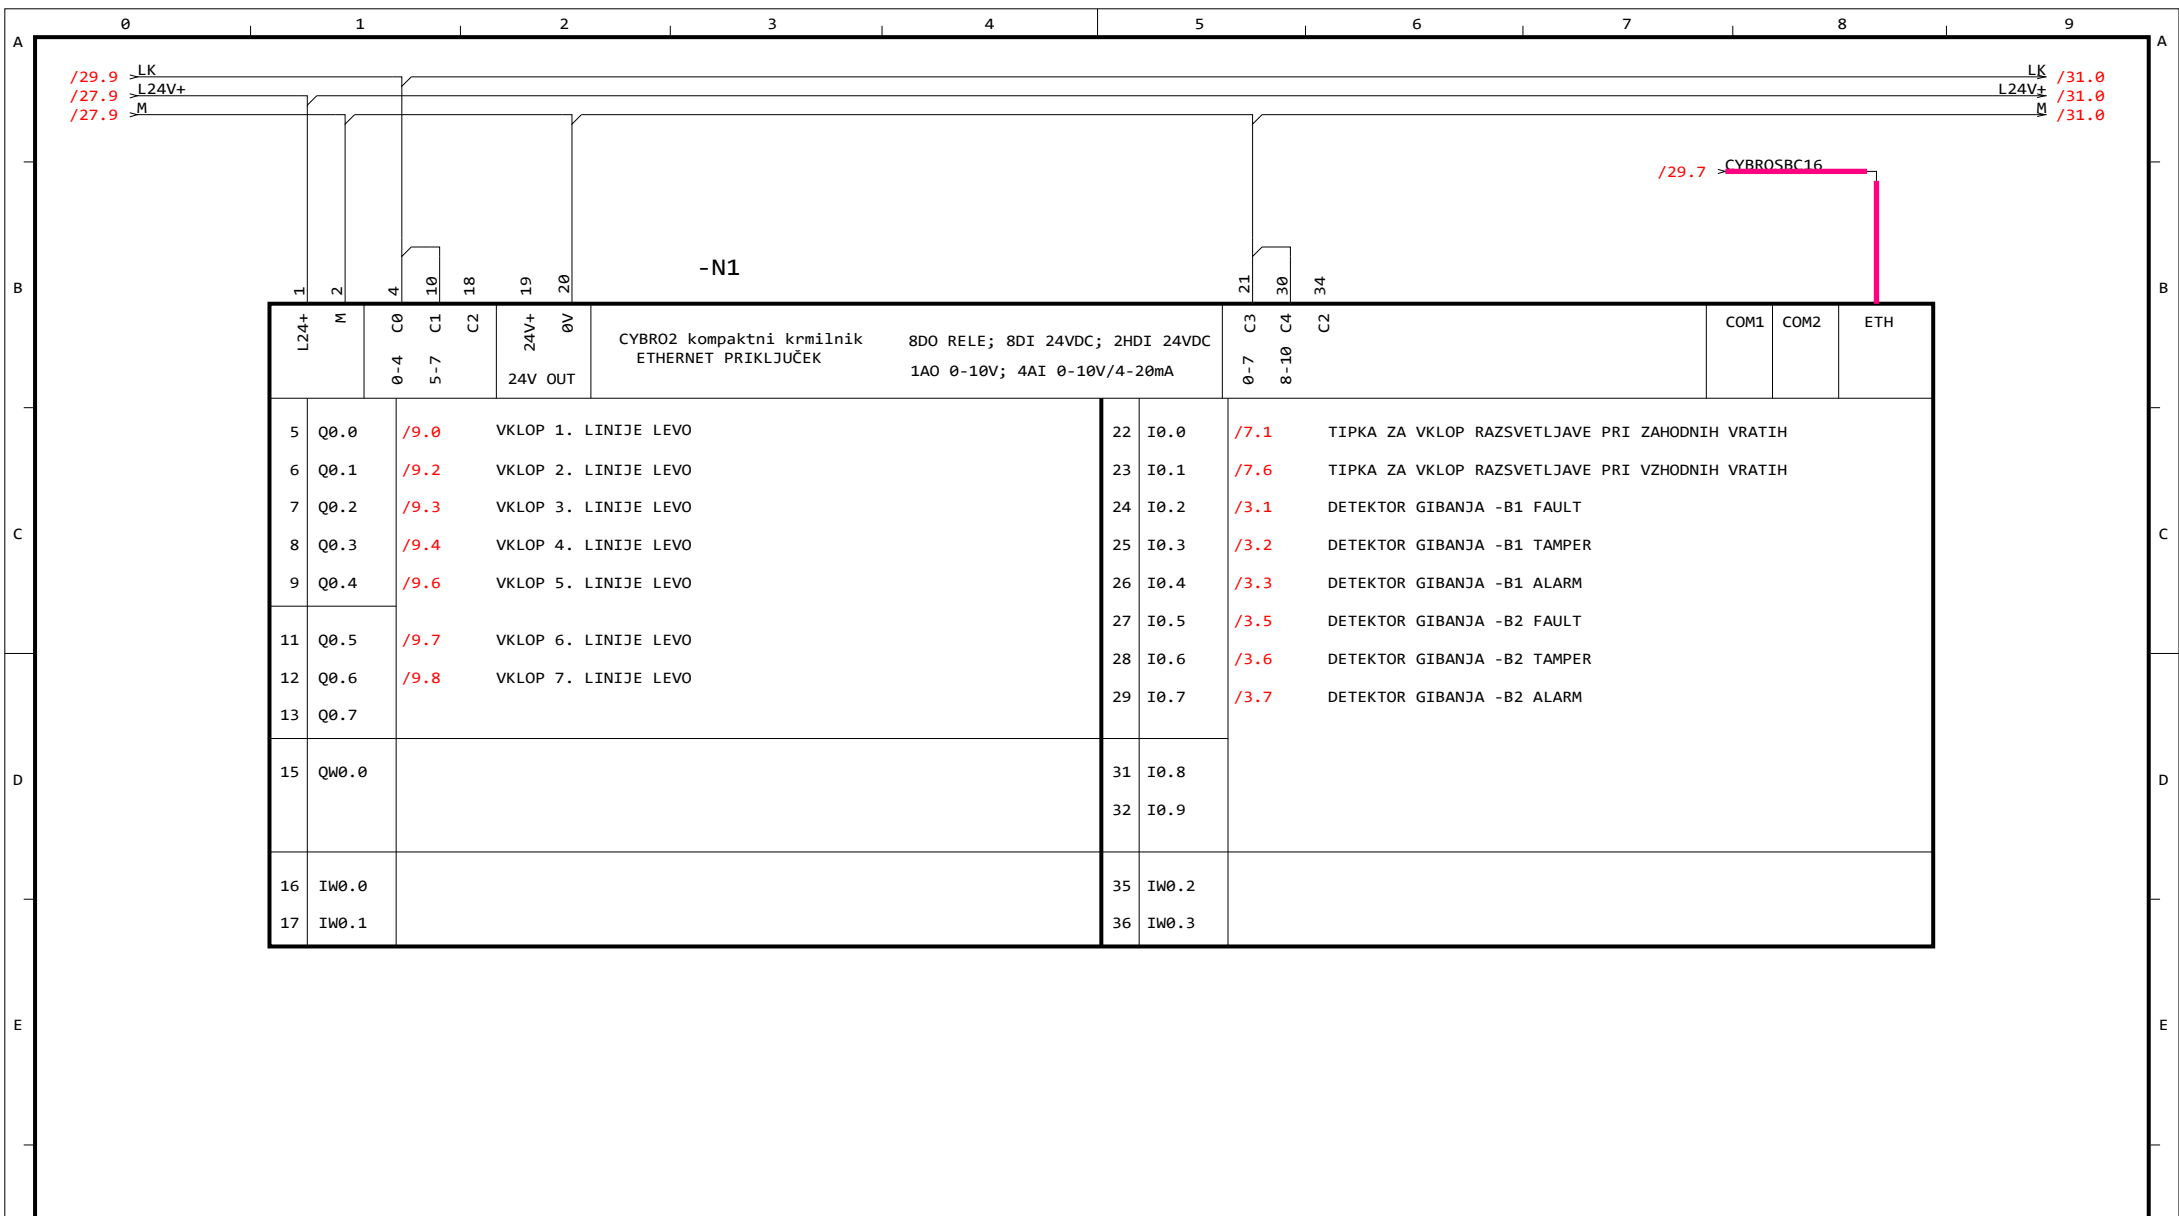 0 1 2 3 4 5 6 7 8 9
A A
/29.9 LK LK /31.0
/27.9 L24V+ L24V+ /31.0
/27.9 M M /31.0
/29.7 CYBROSBC16
-N1
B B
1 2 4 10 18 19 20 21 30 34
L24+ M C0 C1 C2 24V+ 0V C3 C4 C2
0-4 5-7 0-7 8-10
24V OUT
CYBRO2 kompaktni krmilnik
ETHERNET PRIKLJUČEK
8DO RELE; 8DI 24VDC; 2HDI 24VDC
1AO 0-10V; 4AI 0-10V/4-20mA
COM1 COM2 ETH
5 Q0.0 /9.0 VKLOP 1. LINIJE LEVO
6 Q0.1 /9.2 VKLOP 2. LINIJE LEVO
7 Q0.2 /9.3 VKLOP 3. LINIJE LEVO
8 Q0.3 /9.4 VKLOP 4. LINIJE LEVO
9 Q0.4 /9.6 VKLOP 5. LINIJE LEVO
11 Q0.5 /9.7 VKLOP 6. LINIJE LEVO
12 Q0.6 /9.8 VKLOP 7. LINIJE LEVO
13 Q0.7
15 QW0.0
16 IW0.0
17 IW0.1
22 I0.0 /7.1 TIPKA ZA VKLOP RAZSVETLJAVE PRI ZAHODNIH VRATIH
23 I0.1 /7.6 TIPKA ZA VKLOP RAZSVETLJAVE PRI VZHODNIH VRATIH
24 I0.2 /3.1 DETEKTOR GIBANJA -B1 FAULT
25 I0.3 /3.2 DETEKTOR GIBANJA -B1 TAMPER
26 I0.4 /3.3 DETEKTOR GIBANJA -B1 ALARM
27 I0.5 /3.5 DETEKTOR GIBANJA -B2 FAULT
28 I0.6 /3.6 DETEKTOR GIBANJA -B2 TAMPER
29 I0.7 /3.7 DETEKTOR GIBANJA -B2 ALARM
31 I0.8
32 I0.9
35 IW0.2
36 IW0.3
C C
D D
E E